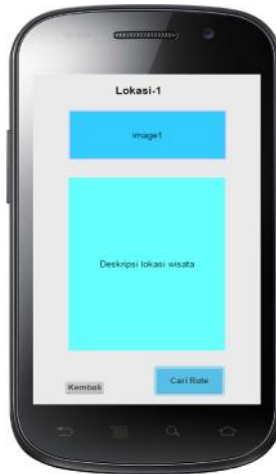 Lokasi-1
image1
Deskripsi lokasi wisata
Kembali
Cari Rute